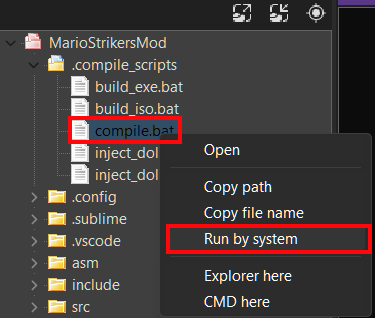 MarioStrikersMod
.compile_scripts
build_exe.bat
build_iso.bat
compile.bat
inject_dol
inject_dol
.config
.sublime
.vscode
asm
include
src
Open
Copy path
Copy file name
Run by system
Explorer here
CMD here